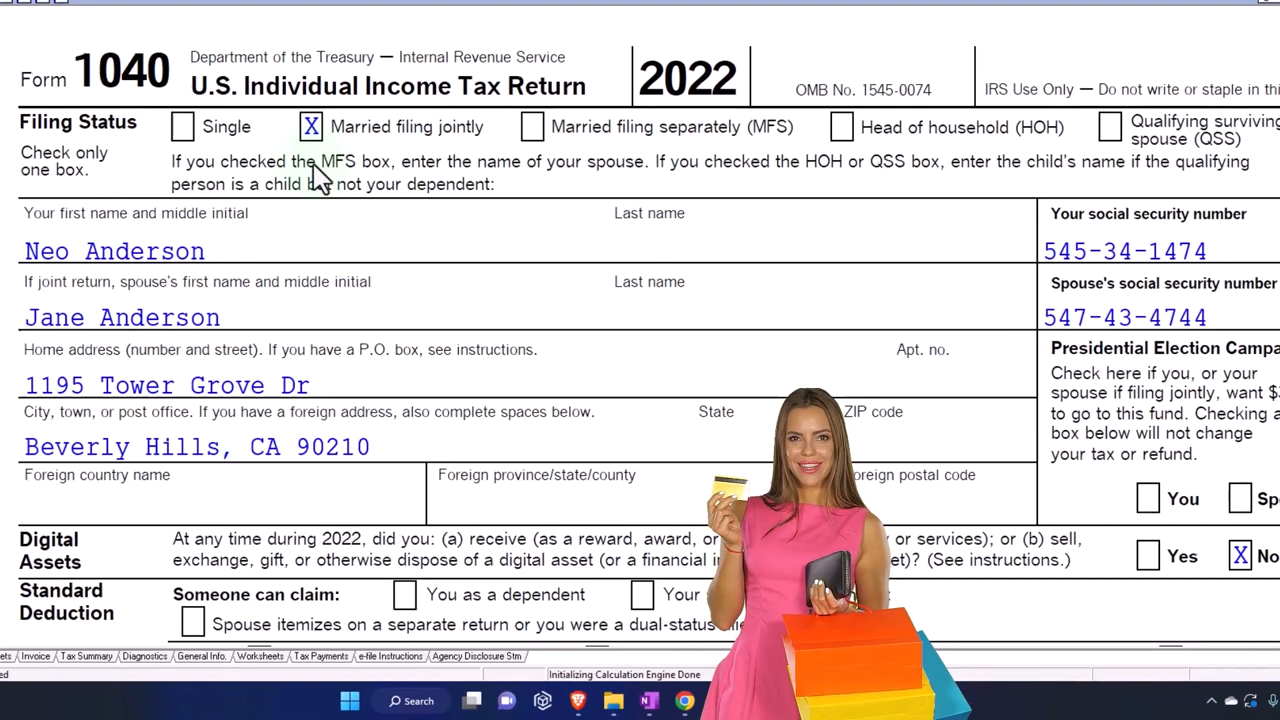 Form 1040
Department of the Treasury — Internal Revenue Service
U.S. Individual Income Tax Return
2022
OMB No. 1545-0074
IRS Use Only — Do not write or staple in
Filing Status
Check only
one box.
Single
X Married filing jointly
Married filing separately (MFS)
Head of household (HOH)
Qualifying
spouse (QSS)
If you checked the MFS box, enter the name of your spouse. If you checked the HOH or QSS box, enter the child's name if the qualifying
person is a child not your dependent:
Your first name and middle initial
Last name
Your social security number
Neo Anderson
545-34-1474
If joint return, spouse's first name and middle initial
Last name
Spouse's social security number
Jane Anderson
547-43-4744
Home address (number and street). If you have a P.O. box, see instructions.
Apt. no.
1195 Tower Grove Dr
Presidential Election
Check here if you, or your
spouse if filing jointly, want
to go to this fund. Checking
box below will not change
your tax or refund.
You
City, town, or post office. If you have a foreign address, also complete spaces below.
State
ZIP code
Beverly Hills, CA 90210
Foreign country name
Foreign province/state/county
postal code
Digital
Assets
At any time during 2022, did you: (a) receive (as a reward, award, or services); or (b) sell,
exchange, gift, or otherwise dispose of a digital asset (or a financial (See instructions.)
Yes
X No
Standard
Deduction
Someone can claim:
You as a dependent
Spouse itemizes on a separate return or you were a dual-status
Invoice
Tax Summary
Diagnostics
General Info.
Worksheets
Tax Payments
e-file Instructions
Agency Disclosure Stm
Initializing Calculation Engine Done
Search